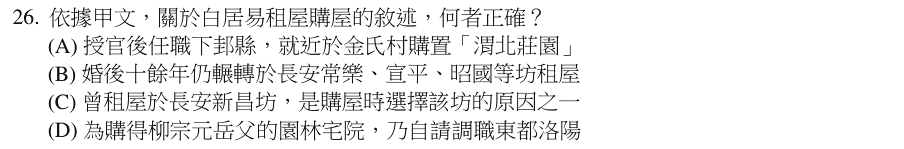 26. 依據甲文，關於白居易租屋購屋的敘述，何者正確？
(A) 授官後任職下邽縣，就近於金氏村購置「渭北莊園」
(B) 婚後十餘年仍輾轉於長安常樂、宣平、昭國等坊租屋
(C) 曾租屋於長安新昌坊，是購屋時選擇該坊的原因之一
(D) 為購得柳宗元岳父的園林宅院，乃自請調職東都洛陽